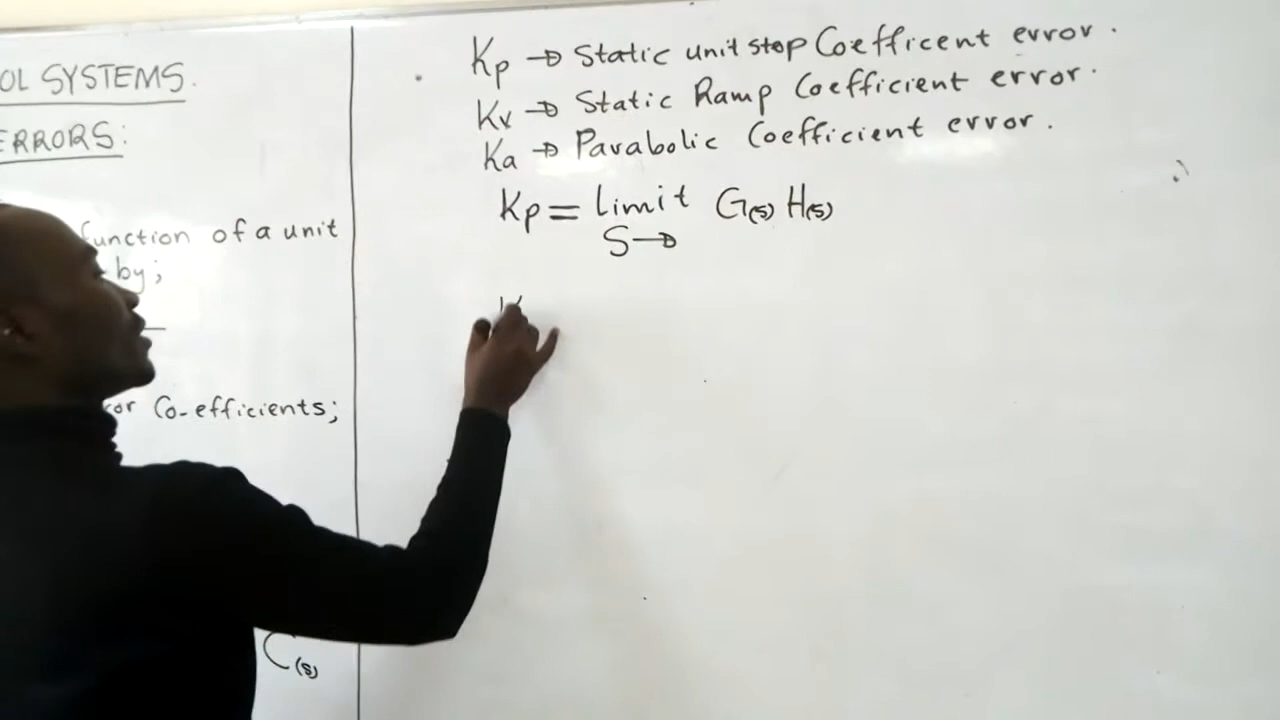 OL SYSTEMS.
ERRORS:
function of a unit
by;
or Co-efficients;
C(s)
Kp → Static unit stop Coefficent error.
Kv → Static Ramp Coefficient error.
Ka → Parabolic Coefficient error.
Kp = Limit G(s) H(s)
S→
K